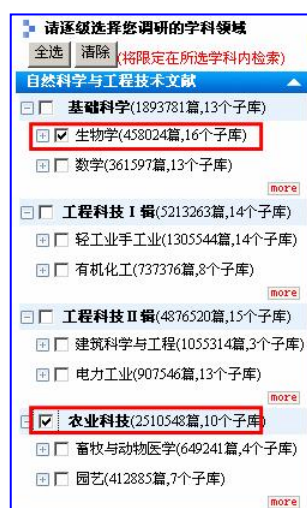 请逐级选择您调研的学科领域
全选 清除 (将限定在所选学科内检索)
自然科学与工程技术文献
基础科学(1893781篇,13个子库)
生物学(458024篇,16个子库)
数学(361597篇,13个子库)
more
工程科技Ⅰ辑(5213263篇,14个子库)
轻工业手工业(1305544篇,14个子库)
有机化工(737376篇,8个子库)
more
工程科技Ⅱ辑(4876520篇,15个子库)
建筑科学与工程(1055314篇,3个子库)
电力工业(907546篇,13个子库)
more
农业科技(2510548篇,10个子库)
畜牧与动物医学(649241篇,4个子库)
园艺(412885篇,7个子库)
more